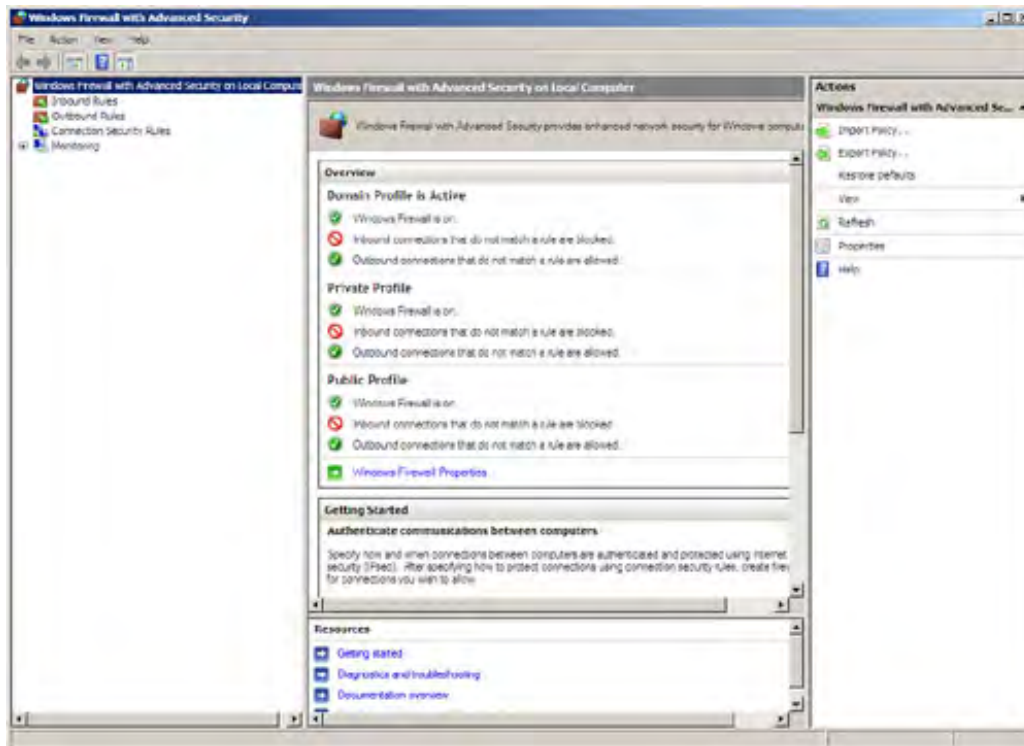 Windows Firewall with Advanced Security
File Action View Help
Windows Firewall with Advanced Security on Local Compute
Inbound Rules
Outbound Rules
Connection Security Rules
Monitoring
Windows Firewall with Advanced Security on Local Computer
Windows Firewall with Advanced Security provides enhanced network security for Windows compute
Overview
Domain Profile is Active
Windows Firewall is on.
Inbound connections that do not match a rule are blocked.
Outbound connections that do not match a rule are allowed.
Private Profile
Windows Firewall is on.
Inbound connections that do not match a rule are blocked.
Outbound connections that do not match a rule are allowed.
Public Profile
Windows Firewall is on.
Inbound connections that do not match a rule are blocked.
Outbound connections that do not match a rule are allowed.
Windows Firewall Properties
Getting Started
Authenticate communications between computers
Specify how and when connections between computers are authenticated and protected using Internet
security (IPsec). After specifying how to protect connections using connection security rules, create firew
for connections you wish to allow.
Resources
Getting started
Diagnostics and troubleshooting
Documentation overview
Actions
Windows Firewall with Advanced Se...
Import Policy...
Export Policy...
Restore Defaults
View
Refresh
Properties
Help